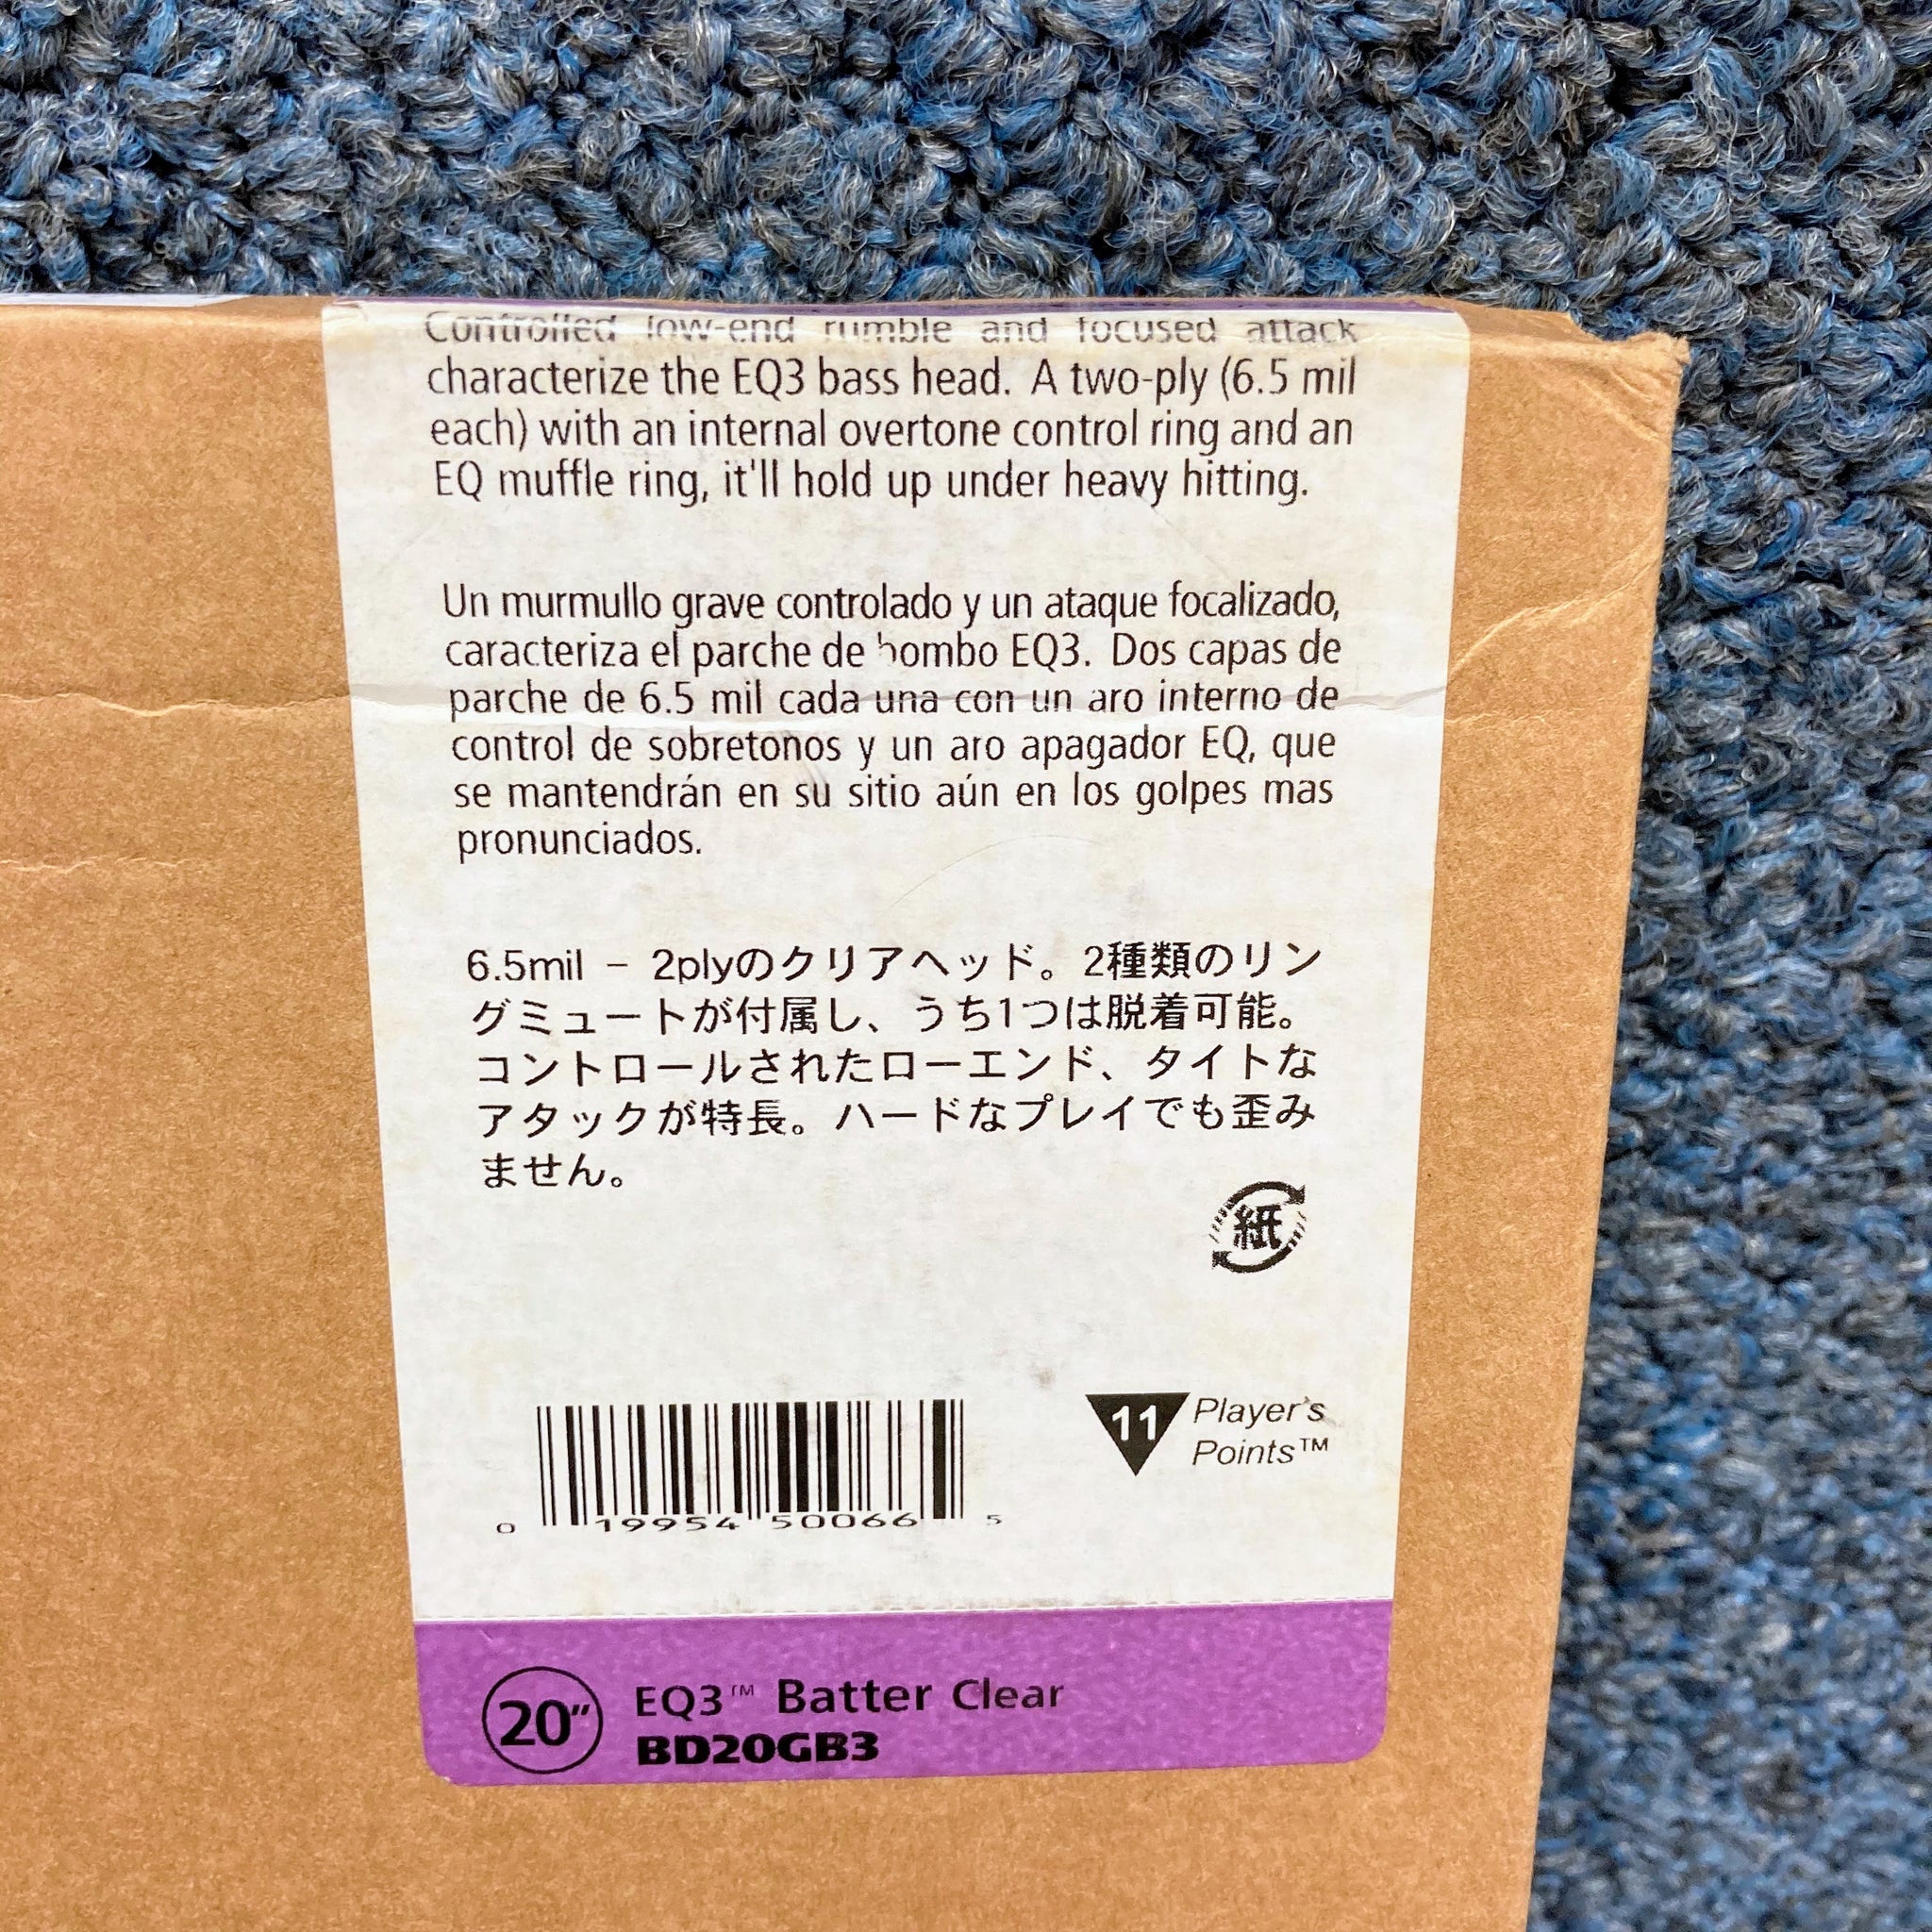 Controlled low-end rumble and focused attack
characterize the EQ3 bass head. A two-ply (6.5 mil
each) with an internal overtone control ring and an
EQ muffle ring, it'll hold up under heavy hitting.
Un murmullo grave controlado y un ataque focalizado,
caracteriza el parche de bombo EQ3. Dos capas de
parche de 6.5 mil cada una con un aro interno de
control de sobretonos y un aro apagador EQ, que
se mantendrán en su sitio aún en los golpes mas
pronunciados.
6.5mil - 2plyのクリアヘッド。2種類のリン
グミュートが付属し、うち1つは脱着可能。
コントロールされたローエンド、タイトな
アタックが特長。ハードなプレイでも歪み
ません。
紙
11 Player's
Points™
0 19954 50066 5
20" EQ3™ Batter Clear
BD20GB3